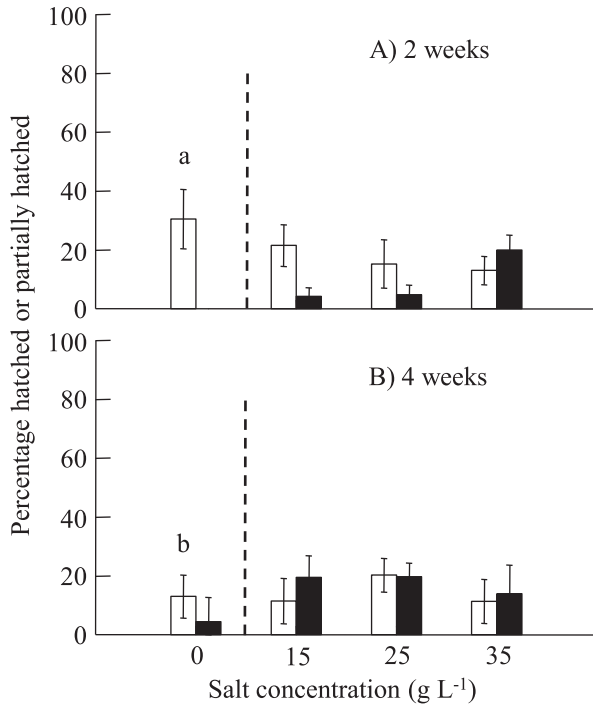 Percentage hatched or partially hatched
100
80
60
40
20
0
A) 2 weeks
a
100
80
60
40
20
0
B) 4 weeks
b
0 15 25 35
Salt concentration (g L⁻¹)